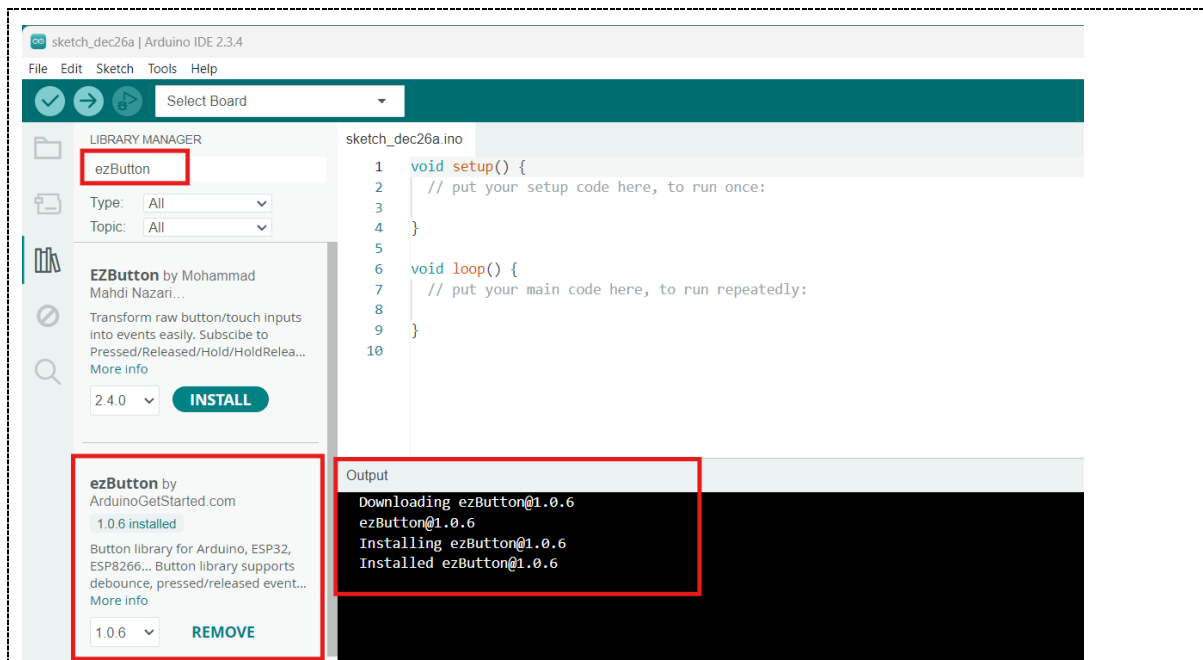 sketch_dec26a | Arduino IDE 2.3.4
File Edit Sketch Tools Help
Select Board
LIBRARY MANAGER
ezButton
Type: All
Topic: All
EZButton by Mohammad
Mahdi Nazari...
Transform raw button/touch inputs
into events easily. Subscibe to
Pressed/Released/Hold/HoldRelea...
More info
2.4.0 INSTALL
ezButton by
ArduinoGetStarted.com
1.0.6 installed
Button library for Arduino, ESP32,
ESP8266... Button library supports
debounce, pressed/released event...
More info
1.0.6 REMOVE
sketch_dec26a.ino
1 void setup() {
2 // put your setup code here, to run once:
3
4 }
5
6 void loop() {
7 // put your main code here, to run repeatedly:
8
9 }
10
Output
Downloading ezButton@1.0.6
ezButton@1.0.6
Installing ezButton@1.0.6
Installed ezButton@1.0.6